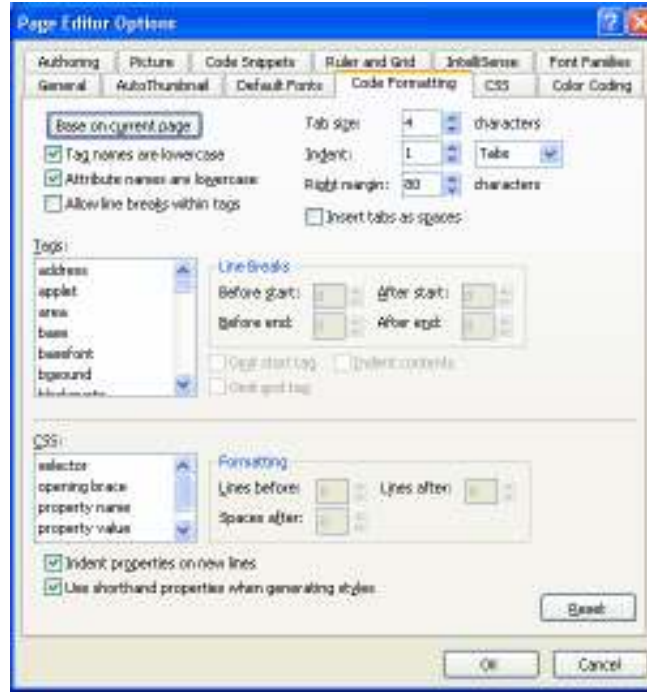 Page Editor Options
Authoring Picture Code Snippets Ruler and Grid IntelliSense Font Families
General AutoThumbnail Default Fonts Code Formatting CSS Color Coding
Base on current page
Tab size: 4 characters
Tag names are lowercase
Indent: 1 Tabs
Attribute names are lowercase
Right margin: 80 characters
Allow line breaks within tags
Insert tabs as spaces
Tags:
address
applet
area
base
basefont
bgsound
Line Breaks
Before start: 0 After start: 0
Before end: 0 After end: 0
Omit start tag Indent contents
Omit end tag
CSS:
selector
opening brace
property name
property value
Formatting
Lines before: Lines after:
Spaces after:
Indent properties on new lines
Use shorthand properties when generating styles
Reset
OK Cancel